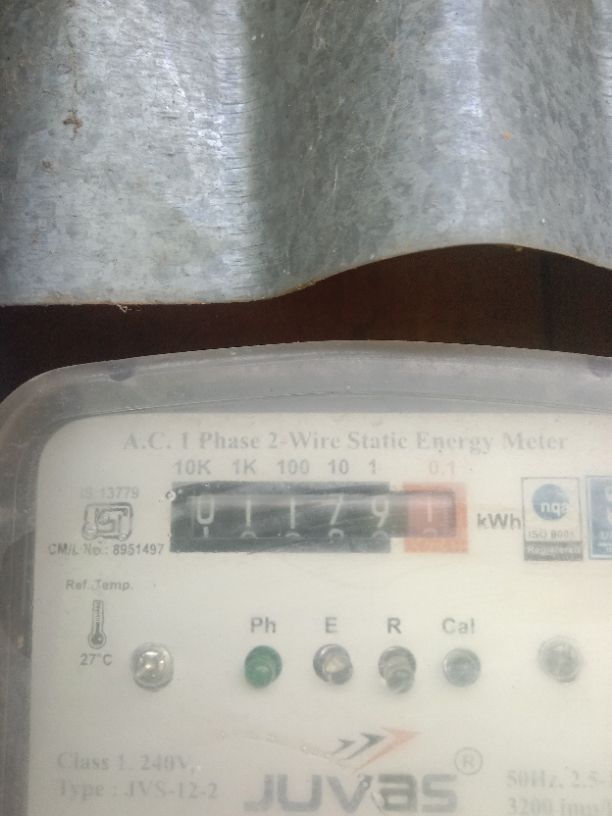 A.C. 1 Phase 2-Wire Static Energy Meter
10K 1K 100 10 1 0.1
IS:13779
0 1 1 7 9 1 kWh
nqa
ISO 9001
Registered
CM/L No.: 8951497
Ref. Temp.
27°C
Ph E R Cal
Class 1. 240V,
Type : JVS-12-2
JUVAS ®
50Hz, 2.5-
3200 imp/